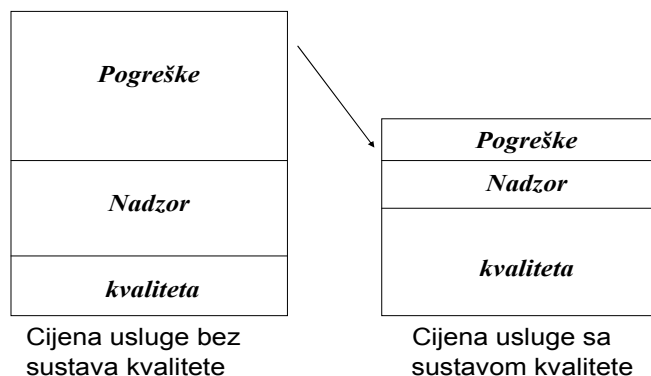 Pogreške
Nadzor
kvaliteta
Cijena usluge bez
sustava kvalitete
Pogreške
Nadzor
kvaliteta
Cijena usluge sa
sustavom kvalitete